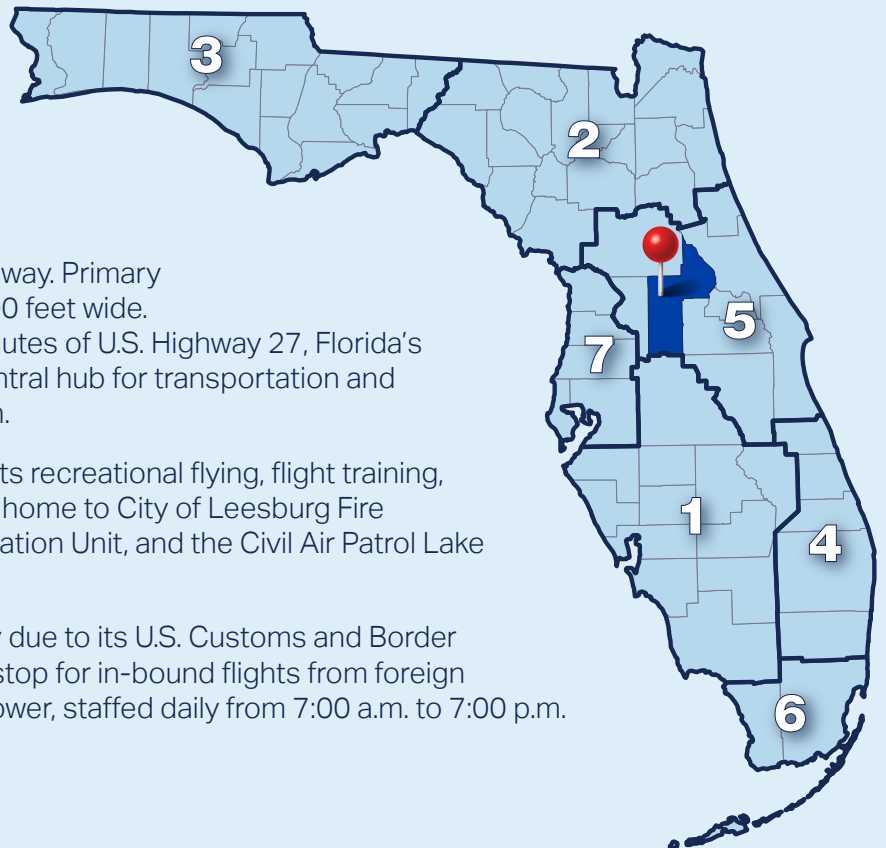 3
2
way. Primary
00 feet wide.
nutes of U.S. Highway 27, Florida's
5
ntral hub for transportation and
7
n.
ts recreational flying, flight training,
home to City of Leesburg Fire
1
ation Unit, and the Civil Air Patrol Lake
4
y due to its U.S. Customs and Border
stop for in-bound flights from foreign
ower, staffed daily from 7:00 a.m. to 7:00 p.m.
6